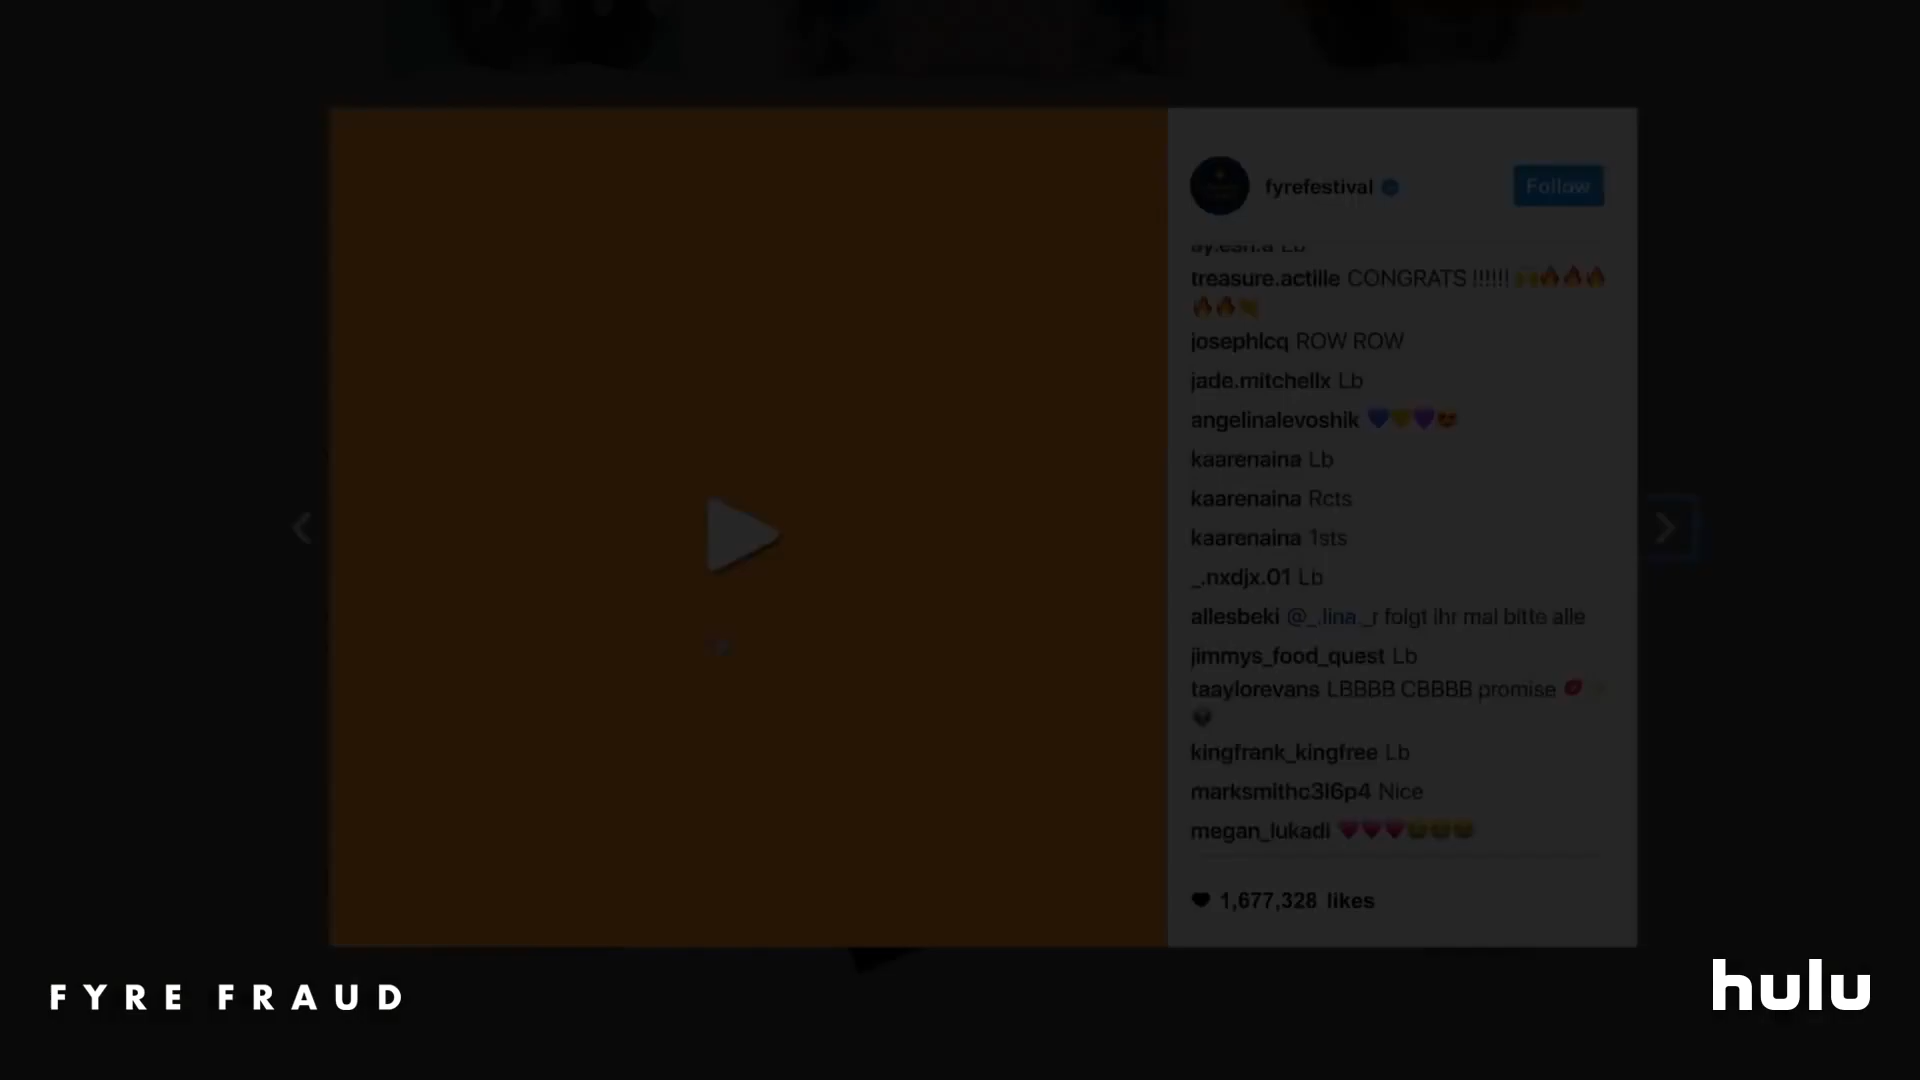 fyrefestival
Follow
treasure.actille CONGRATS !!!!!! 🙌🔥🔥🔥
🔥🔥
josephlcq ROW ROW
jade.mitchellx Lb
angelinalevoshik 💙💛💜😍
kaarenaina Lb
kaarenaina Rcts
kaarenaina 1sts
_.nxdjx.01 Lb
allesbeki @_.lina._r folgt ihr mal bitte alle
jimmys_food_quest Lb
taaylorevans LBBBB CBBBB promise 💋
👽
kingfrank_kingfree Lb
marksmithc3l6p4 Nice
megan_lukadi
1,677,328 likes
FYRE FRAUD
hulu